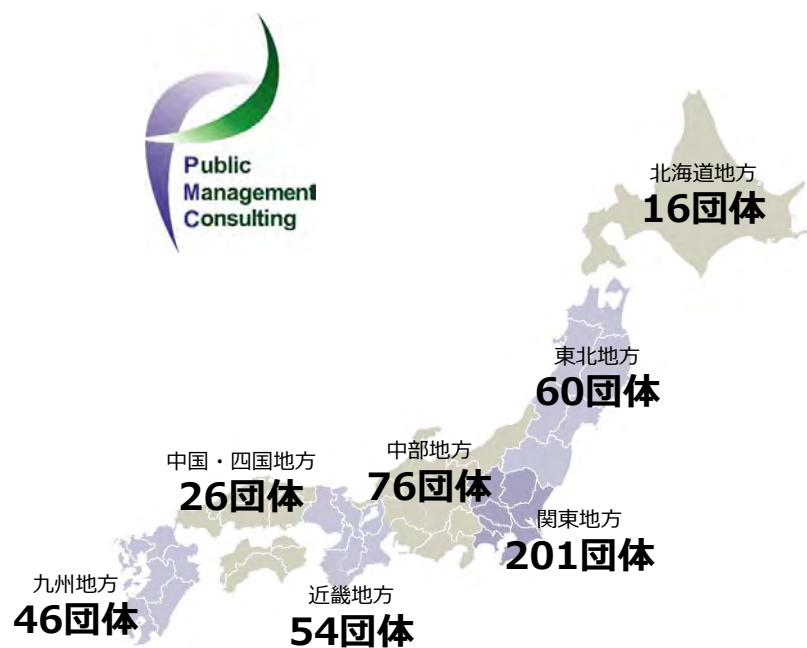 Public
Management
Consulting
北海道地方
16団体
東北地方
60団体
中部地方
76団体
中国・四国地方
26団体
関東地方
201団体
九州地方
46団体
近畿地方
54団体